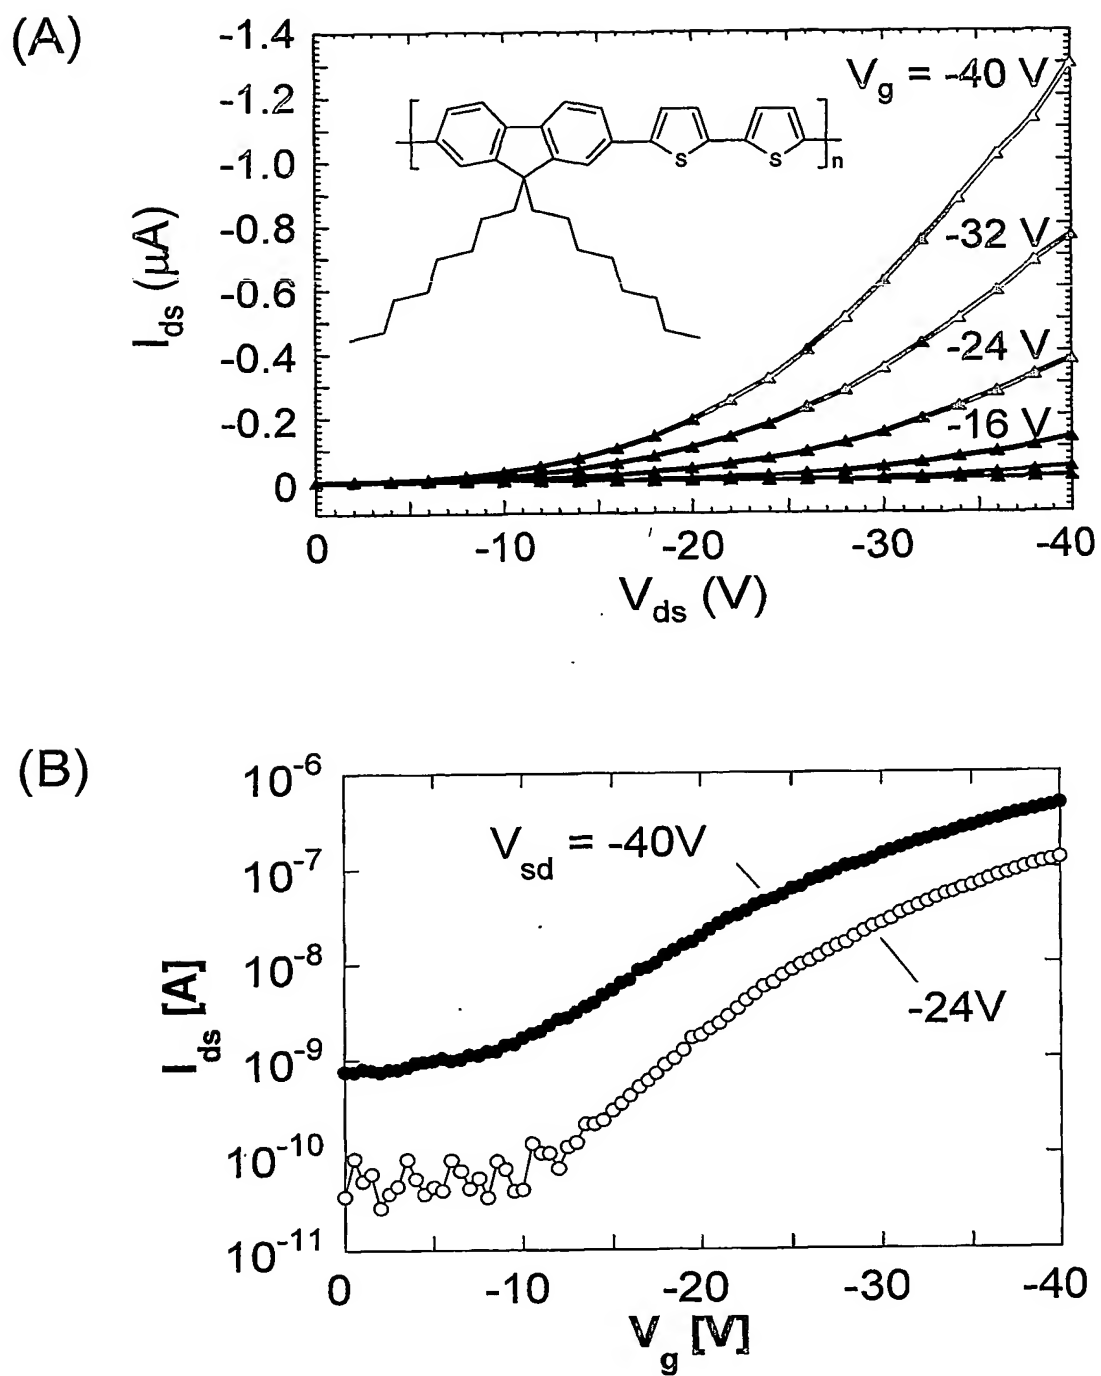 (A)
-1.4
-1.2
-1.0
-0.8
-0.6
-0.4
-0.2
0
I_ds (μA)
V_g = -40 V
-32 V
-24 V
-16 V
S
S
n
0
-10
-20
-30
-40
V_ds (V)
(B)
10^-6
10^-7
10^-8
10^-9
10^-10
10^-11
I_ds [A]
V_sd = -40V
-24V
0
-10
-20
-30
-40
V_g [V]